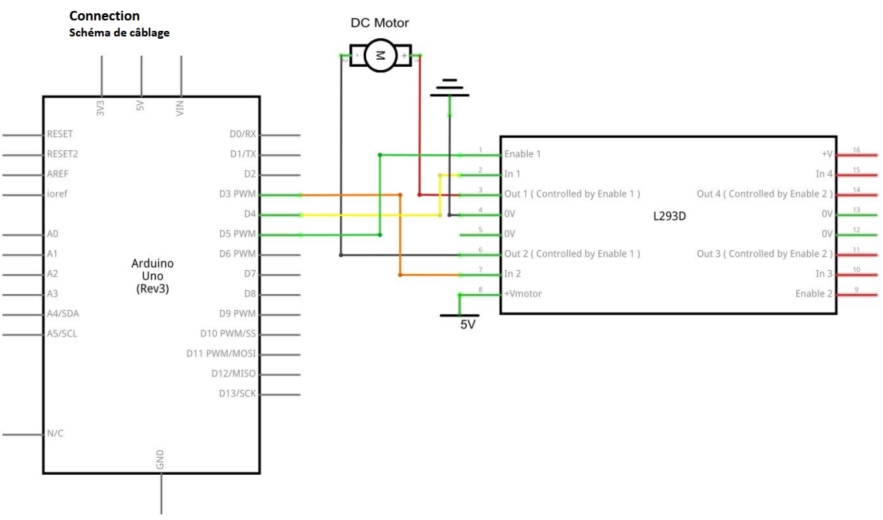 Connection
Schéma de câblage
DC Motor
M
3V3
5V
VIN
RESET
RESET2
AREF
ioref
A0
A1
A2
A3
A4/SDA
A5/SCL
N/C
GND
Arduino
Uno
(Rev3)
D0/RX
D1/TX
D2
D3 PWM
D4
D5 PWM
D6 PWM
D7
D8
D9 PWM
D10 PWM/SS
D11 PWM/MOSI
D12/MISO
D13/SCK
1 Enable 1
2 In 1
3 Out 1 ( Controlled by Enable 1 )
4 0V
5 0V
6 Out 2 ( Controlled by Enable 1 )
7 In 2
8 +Vmotor
5V
L293D
+V 16
In 4 15
Out 4 ( Controlled by Enable 2 ) 14
0V 13
0V 12
Out 3 ( Controlled by Enable 2 ) 11
In 3 10
Enable 2 9